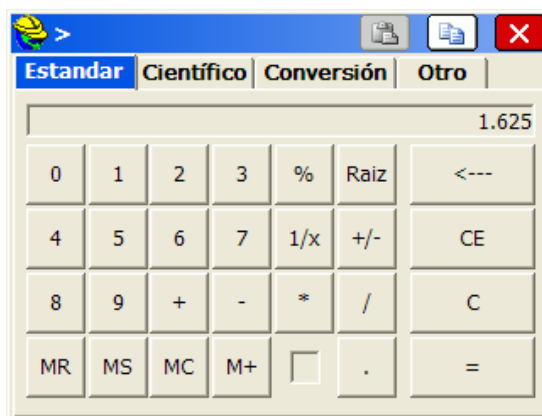 >
Estandar Científico Conversión Otro
1.625
0 1 2 3 % Raiz <---
4 5 6 7 1/x +/- CE
8 9 + - * / C
MR MS MC M+ . =